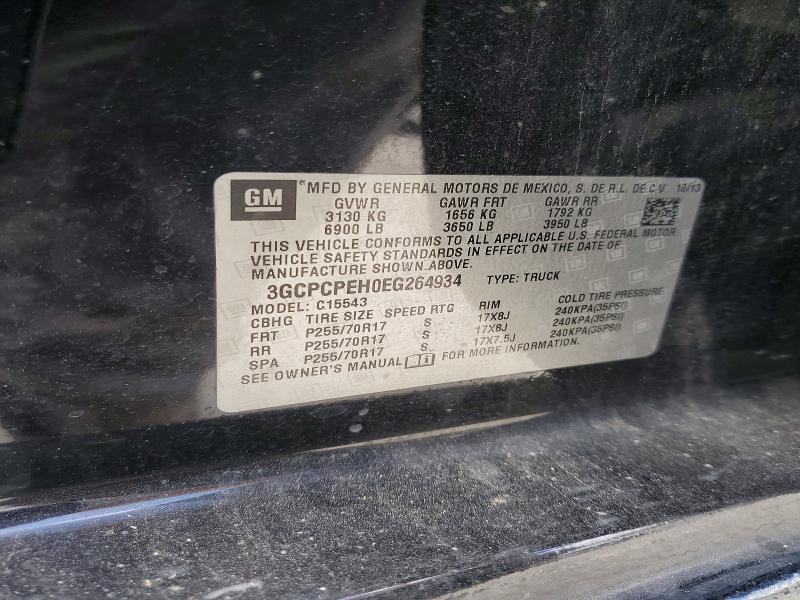 GM ® MFD BY GENERAL MOTORS DE MEXICO, S. DE R.L. DE C.V. 10/13
GVWR GAWR FRT GAWR RR
3130 KG 1656 KG 1792 KG
6900 LB 3650 LB 3950 LB
THIS VEHICLE CONFORMS TO ALL APPLICABLE U.S. FEDERAL MOTOR
VEHICLE SAFETY STANDARDS IN EFFECT ON THE DATE OF
MANUFACTURE SHOWN ABOVE.
3GCPCPEH0EG264934 TYPE: TRUCK
MODEL: C15543
CBHG TIRE SIZE SPEED RTG RIM COLD TIRE PRESSURE
FRT P255/70R17 S 17X8J 240KPA(35PSI)
RR P255/70R17 S 17X8J 240KPA(35PSI)
SPA P255/70R17 S 17X7.5J 240KPA(35PSI)
SEE OWNER'S MANUAL FOR MORE INFORMATION.